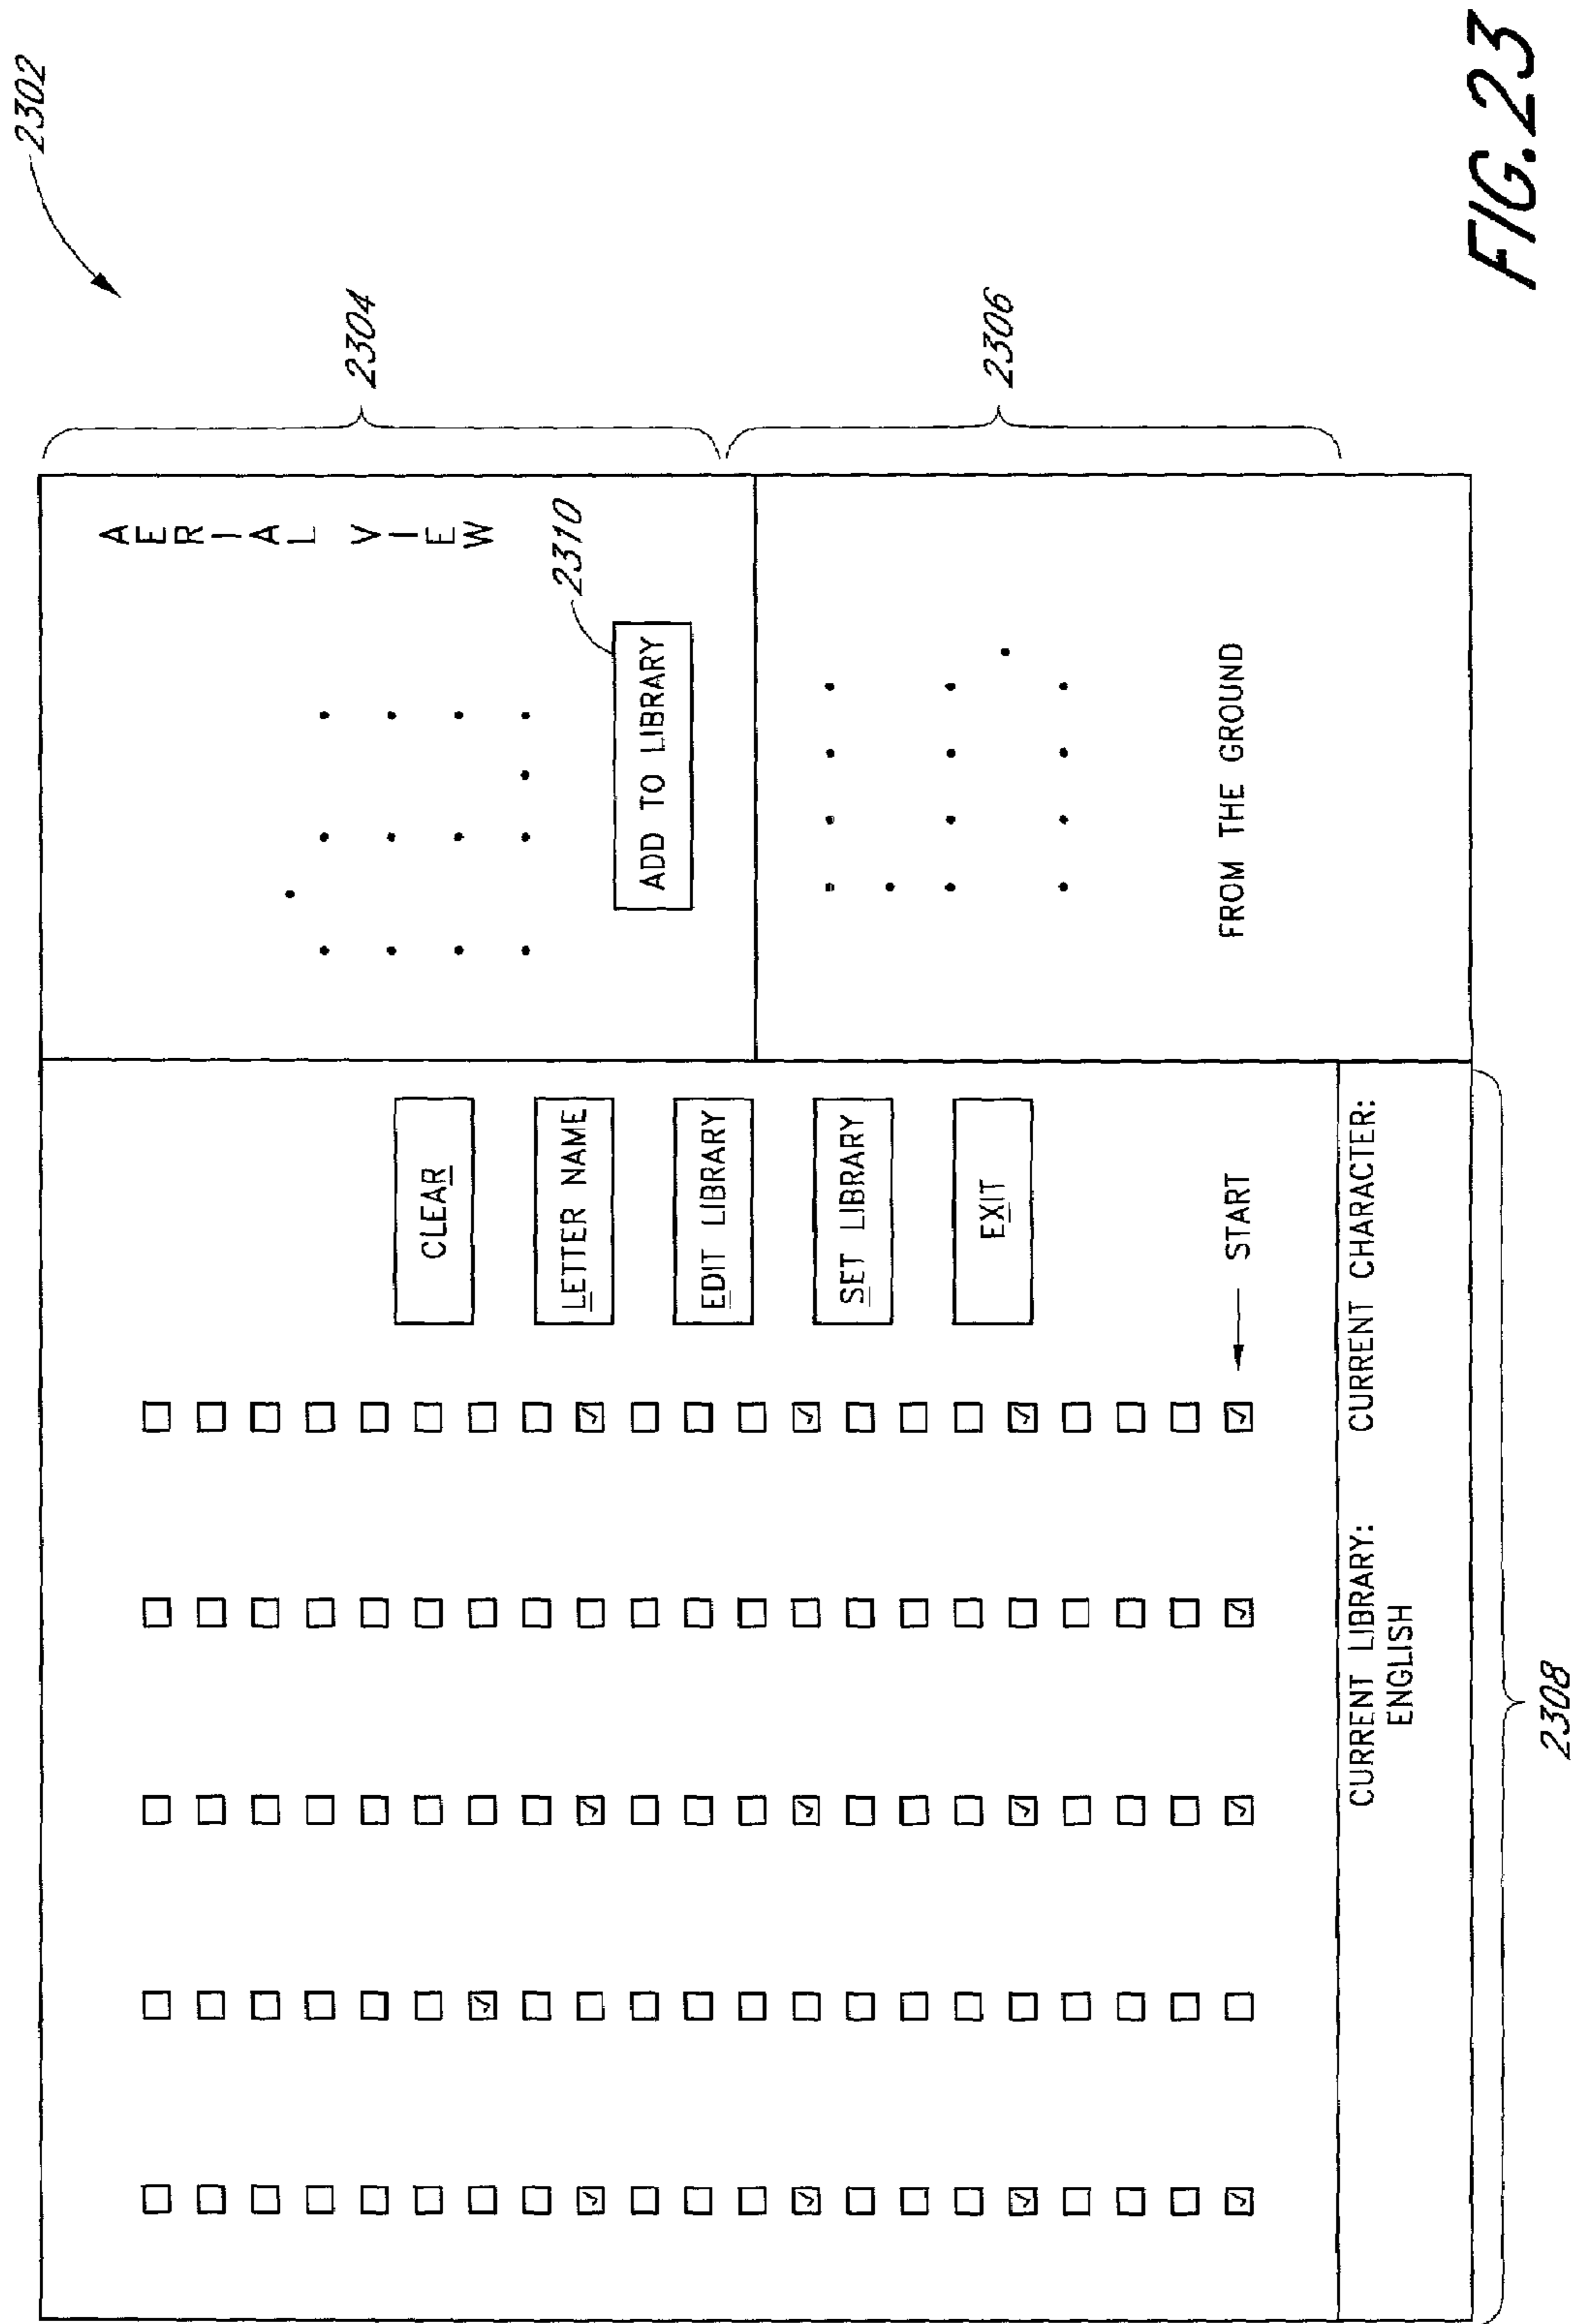 2302
2304
AERIAL VIEW
2310
ADD TO LIBRARY
2306
FROM THE GROUND
CLEAR
LETTER NAME
EDIT LIBRARY
SET LIBRARY
EXIT
START
CURRENT LIBRARY: CURRENT CHARACTER:
ENGLISH
2308
FIG. 23